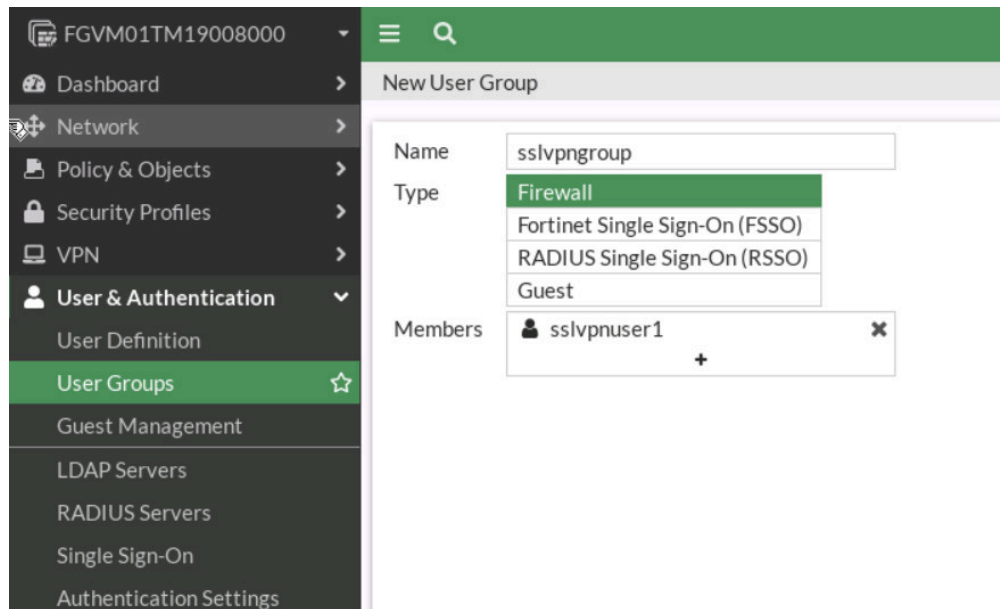 FGVM01TM19008000
Dashboard
Network
Policy & Objects
Security Profiles
VPN
User & Authentication
User Definition
User Groups
Guest Management
LDAP Servers
RADIUS Servers
Single Sign-On
Authentication Settings
New User Group
Name
sslvpngroup
Type
Firewall
Fortinet Single Sign-On (FSSO)
RADIUS Single Sign-On (RSSO)
Guest
Members
sslvpnuser1
+